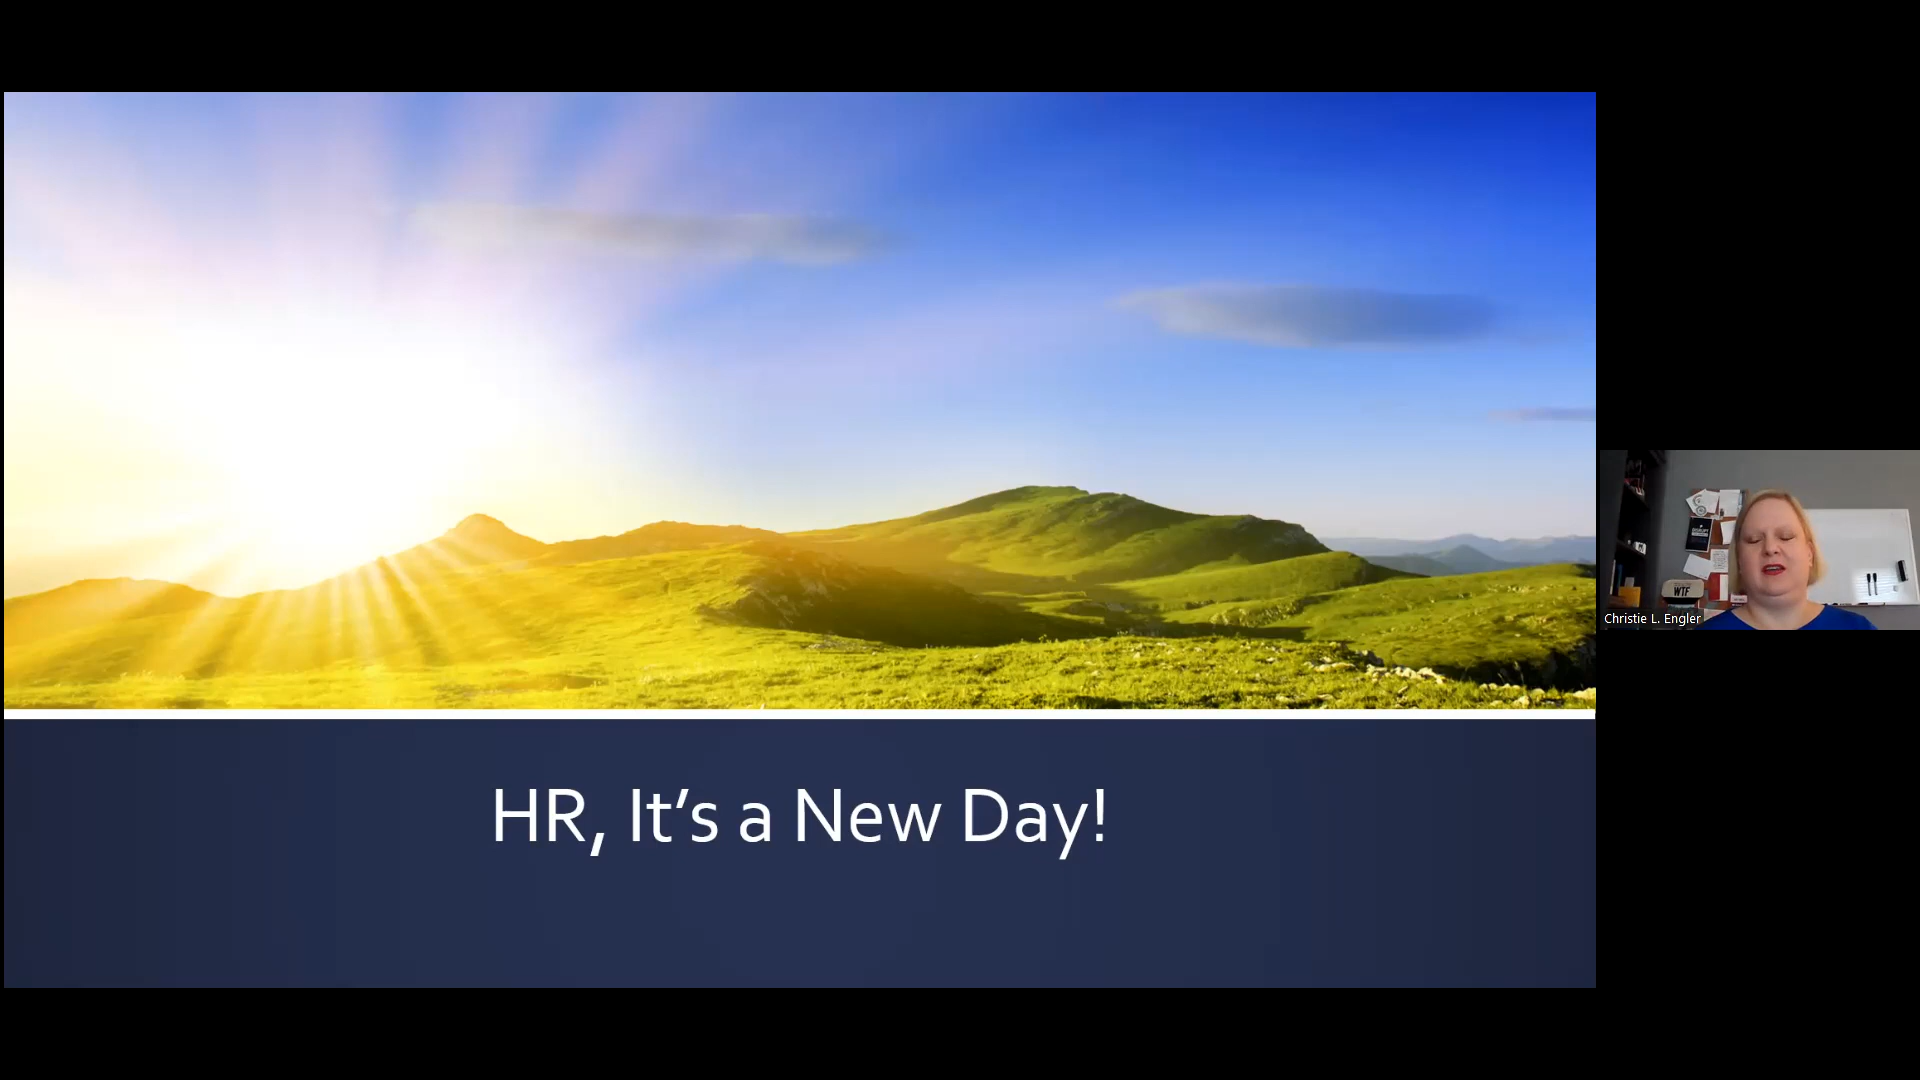 HR, It’s a New Day!
WTF
Christie L. Engler